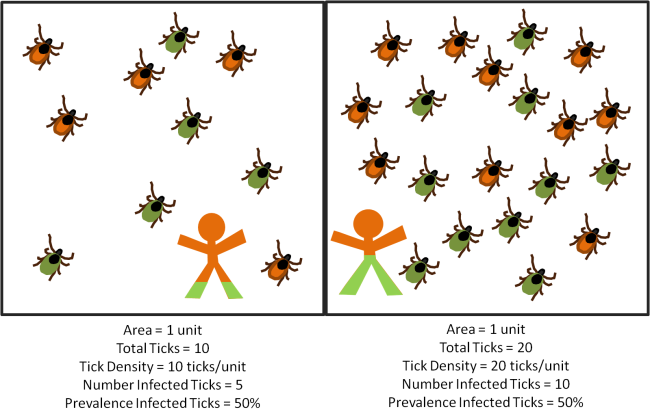 Area = 1 unit
Total Ticks = 10
Tick Density = 10 ticks/unit
Number Infected Ticks = 5
Prevalence Infected Ticks = 50%
Area = 1 unit
Total Ticks = 20
Tick Density = 20 ticks/unit
Number Infected Ticks = 10
Prevalence Infected Ticks = 50%